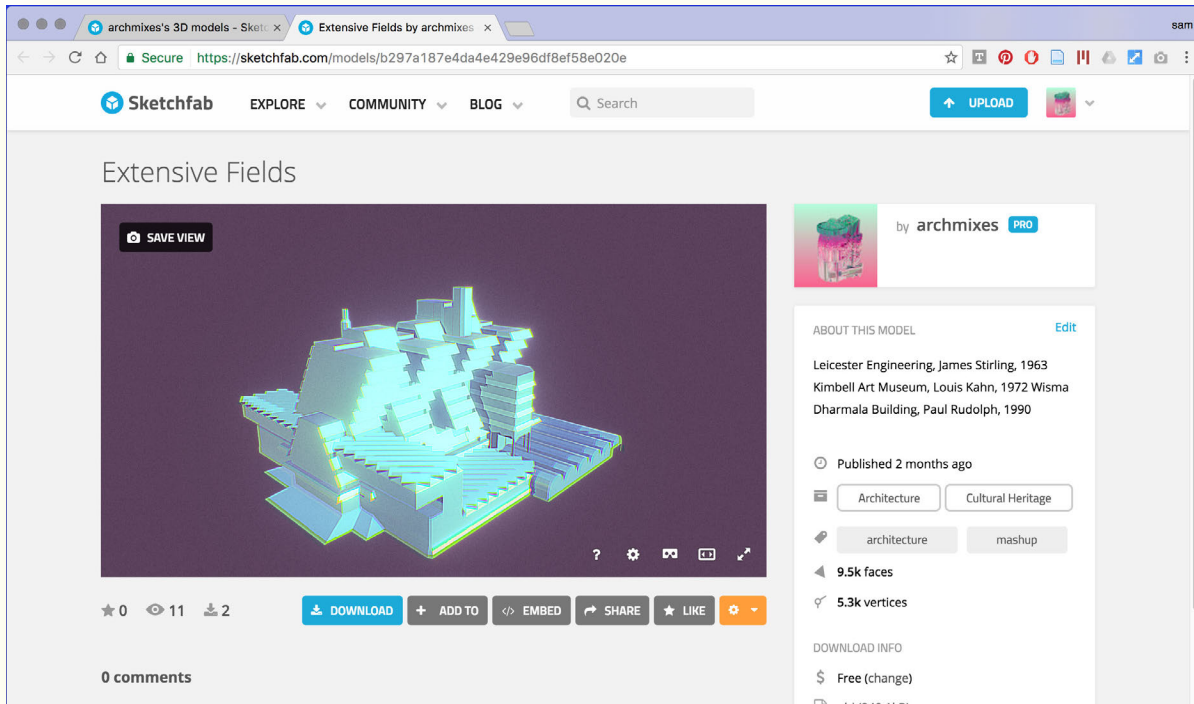 archmixes's 3D models - Sket
Extensive Fields by archmixes
sam
Secure https://sketchfab.com/models/b297a187e4da4e429e96df8ef58e020e
Sketchfab EXPLORE COMMUNITY BLOG Search UPLOAD
Extensive Fields
SAVE VIEW
by archmixes PRO
ABOUT THIS MODEL Edit
Leicester Engineering, James Stirling, 1963
Kimbell Art Museum, Louis Kahn, 1972 Wisma
Dharmala Building, Paul Rudolph, 1990
Published 2 months ago
Architecture Cultural Heritage
architecture mashup
9.5k faces
5.3k vertices
?
0 11 2 DOWNLOAD + ADD TO </> EMBED SHARE LIKE
DOWNLOAD INFO
$ Free (change)
0 comments